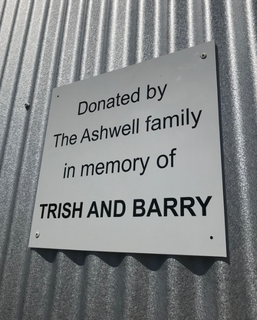 Donated by
The Ashwell family
in memory of
TRISH AND BARRY